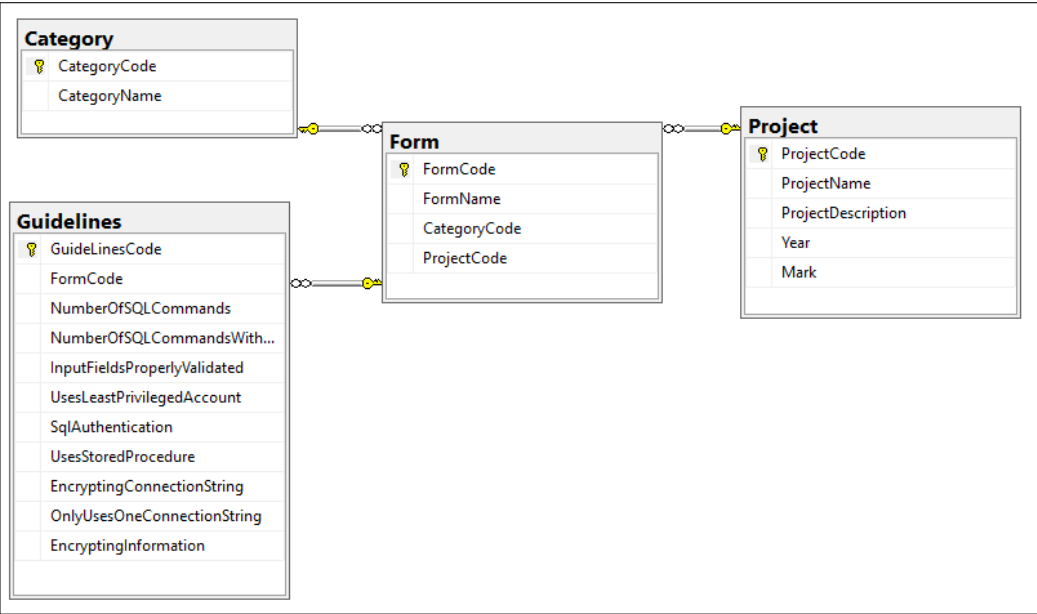 Category
CategoryCode
CategoryName
Form
FormCode
FormName
CategoryCode
ProjectCode
Project
ProjectCode
ProjectName
ProjectDescription
Year
Mark
Guidelines
GuideLinesCode
FormCode
NumberOfSQLCommands
NumberOfSQLCommandsWith...
InputFieldsProperlyValidated
UsesLeastPrivilegedAccount
SqlAuthentication
UsesStoredProcedure
EncryptingConnectionString
OnlyUsesOneConnectionString
EncryptingInformation